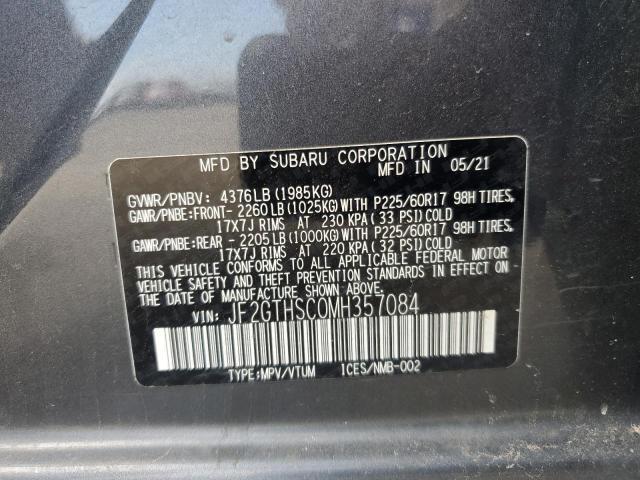 MFD BY SUBARU CORPORATION
MFD IN 05/21
GVWR/PNBV: 4376LB (1985KG)
GAWR/PNBE:FRONT- 2260LB (1025KG)WITH P225/60R17 98H TIRES,
17X7J RIMS AT 230 KPA (33 PSI) COLD
GAWR/PNBE:REAR - 2205LB (1000KG)WITH P225/60R17 98H TIRES,
17X7J RIMS AT 220 KPA (32 PSI) COLD
THIS VEHICLE CONFORMS TO ALL APPLICABLE FEDERAL MOTOR
VEHICLE SAFETY AND THEFT PREVENTION STANDARDS IN EFFECT
ON THE DATE OF MANUFACTURE SHOWN ABOVE.
VIN: JF2GTHSC0MH357084
TYPE:MPV/VTUM ICES/NMB-002